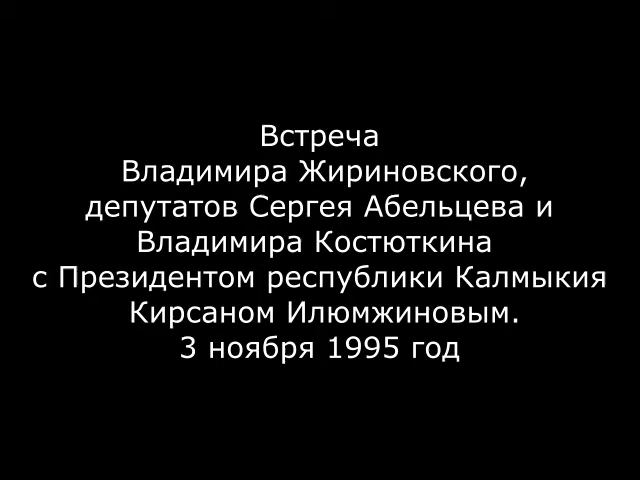 Встреча
Владимира Жириновского,
депутатов Сергея Абельцева и
Владимира Костюткина
с Президентом республики Калмыкия
Кирсаном Илюмжиновым.
3 ноября 1995 год